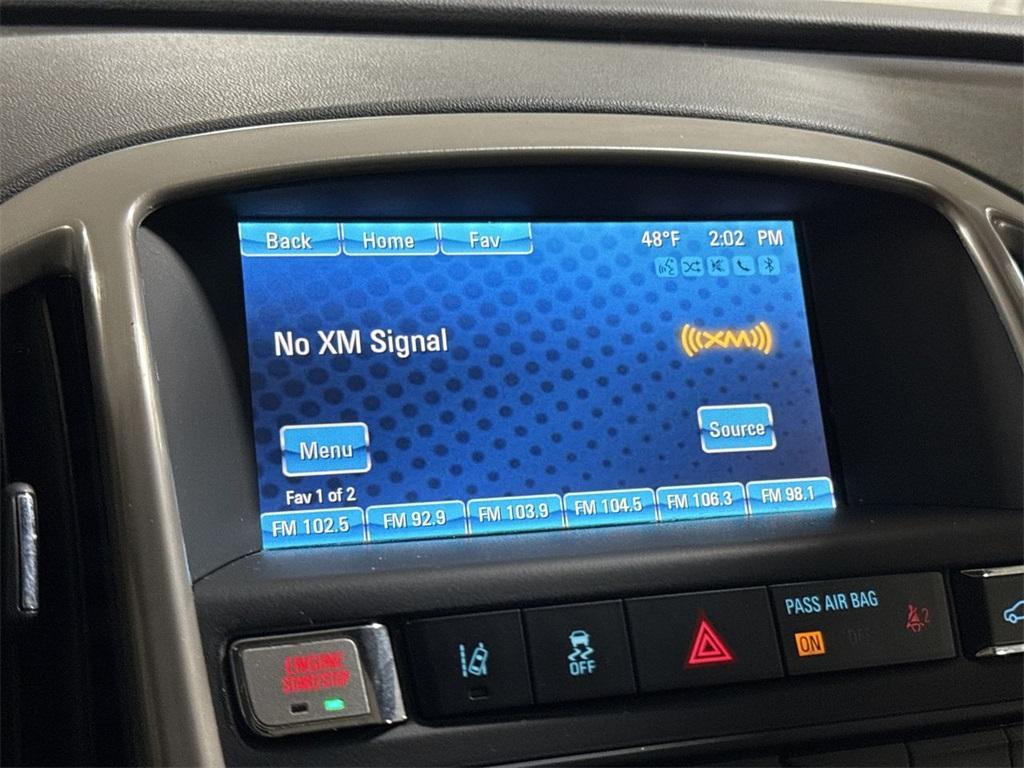 Back Home Fav 48°F 2:02 PM
No XM Signal
((XM))
Menu
Source
Fav 1 of 2
FM 102.5 FM 92.9 FM 103.9 FM 104.5 FM 106.3 FM 98.1
PASS AIR BAG
ON OFF 2
ENGINE
START/STOP
OFF